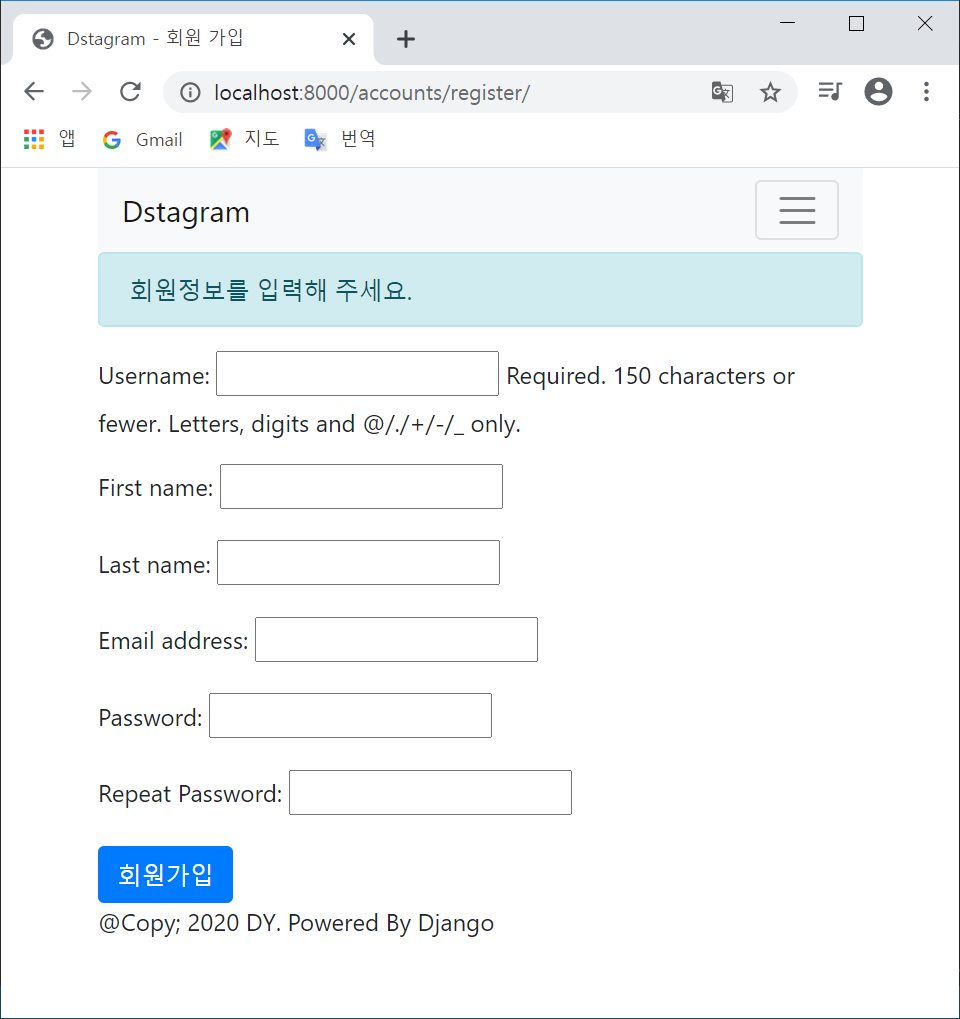 Dstagram - 회원 가입
localhost:8000/accounts/register/
앱 Gmail 지도 번역
Dstagram
회원정보를 입력해 주세요.
Username: Required. 150 characters or
fewer. Letters, digits and @/./+/-/_ only.
First name:
Last name:
Email address:
Password:
Repeat Password:
회원가입
@Copy; 2020 DY. Powered By Django